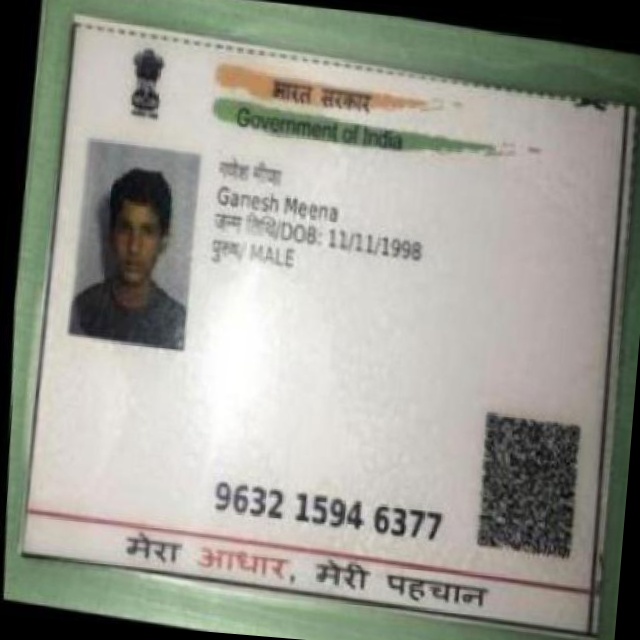 भारत सरकार
Government of India
गणेश मीणा
Ganesh Meena
जन्म तिथि/DOB: 11/11/1998
पुरुष/ MALE
9632 1594 6377
मेरा आधार, मेरी पहचान